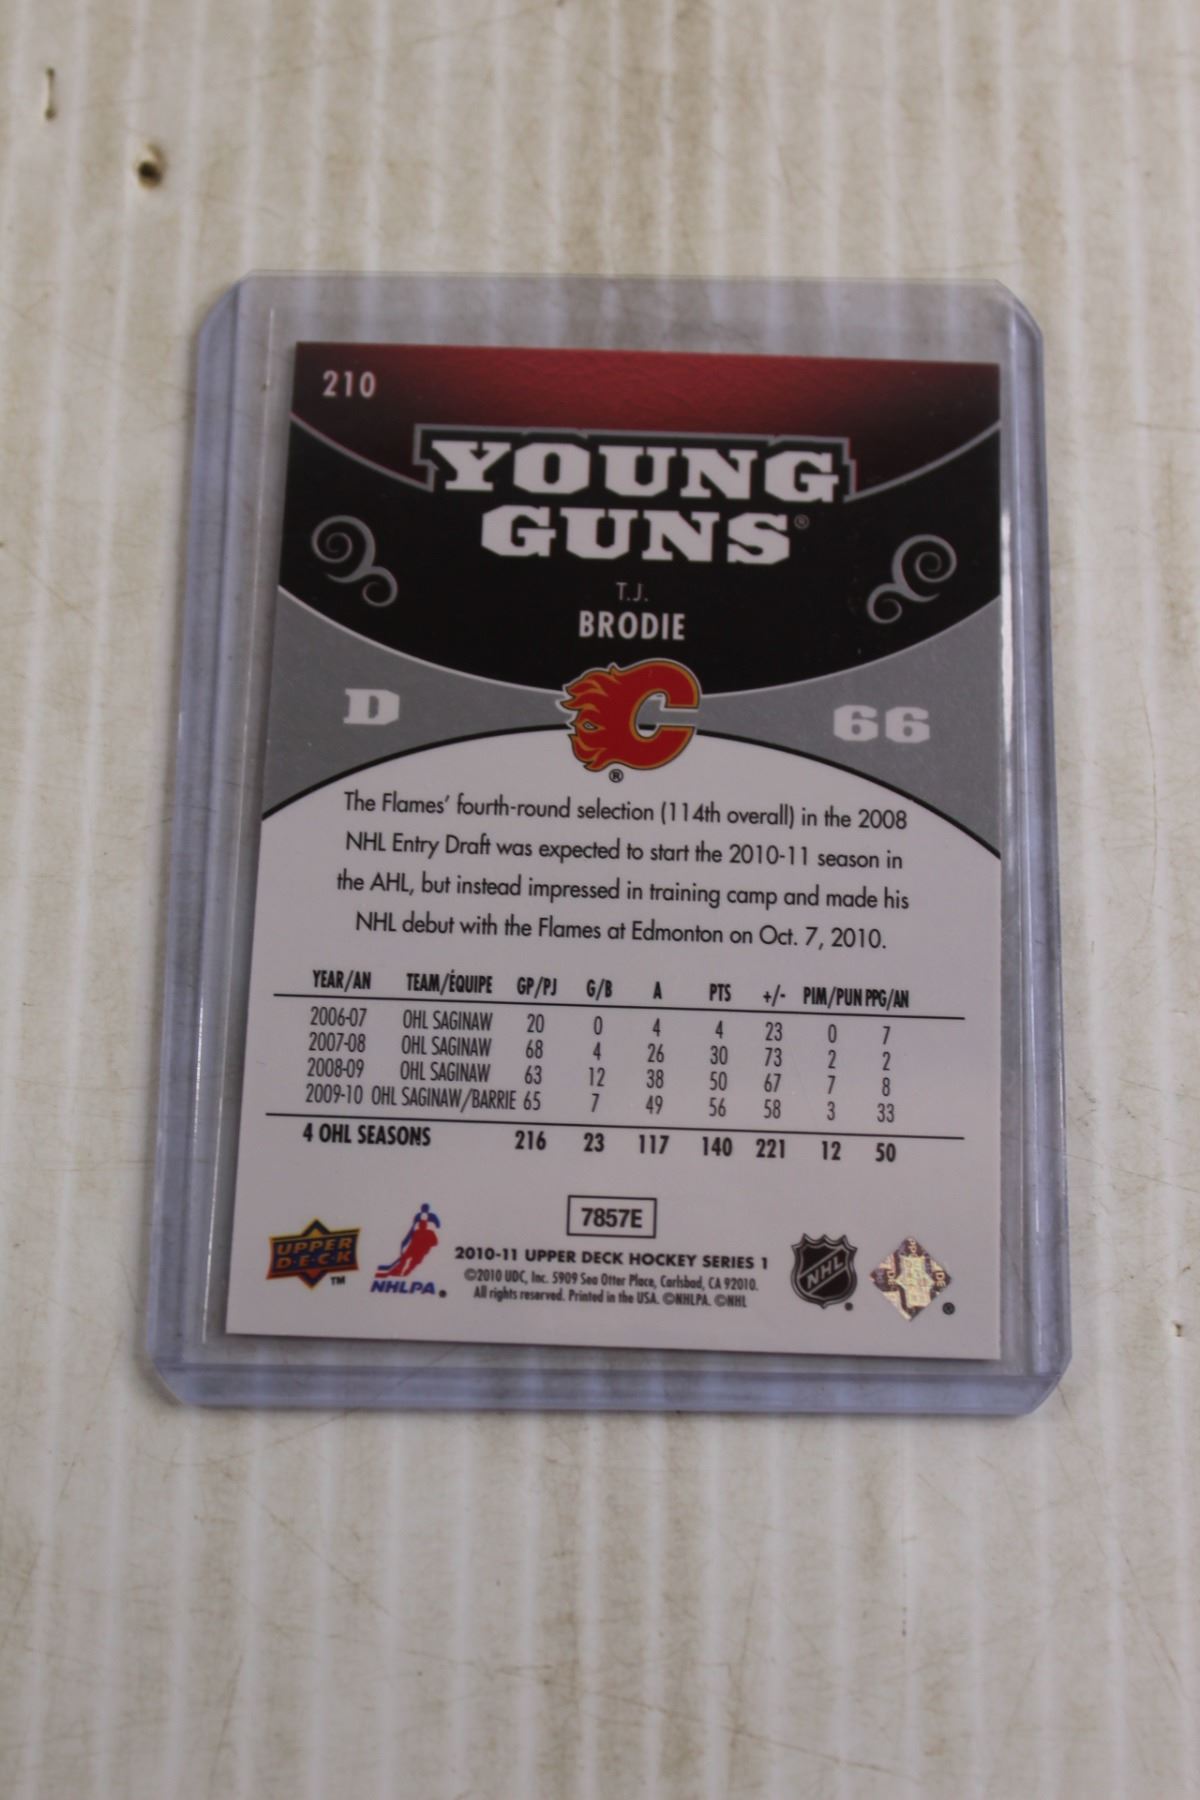 210
YOUNG
GUNS®
T.J.
BRODIE
D
66
®
The Flames' fourth-round selection (114th overall) in the 2008
NHL Entry Draft was expected to start the 2010-11 season in
the AHL, but instead impressed in training camp and made his
NHL debut with the Flames at Edmonton on Oct. 7, 2010.
YEAR/AN TEAM/ÉQUIPE GP/PJ G/B A PTS +/- PIM/PUN PPG/AN
2006-07 OHL SAGINAW 20 0 4 4 23 0 7
2007-08 OHL SAGINAW 68 4 26 30 73 2 2
2008-09 OHL SAGINAW 63 12 38 50 67 7 8
2009-10 OHL SAGINAW/BARRIE 65 7 49 56 58 3 33
4 OHL SEASONS 216 23 117 140 221 12 50
7857E
UPPER
D·E·C·K
TM
NHLPA®
2010-11 UPPER DECK HOCKEY SERIES 1
©2010 UDC, Inc. 5909 Sea Otter Place, Carlsbad, CA 92010.
All rights reserved. Printed in the USA. ©NHLPA. ©NHL
NHL
®
®